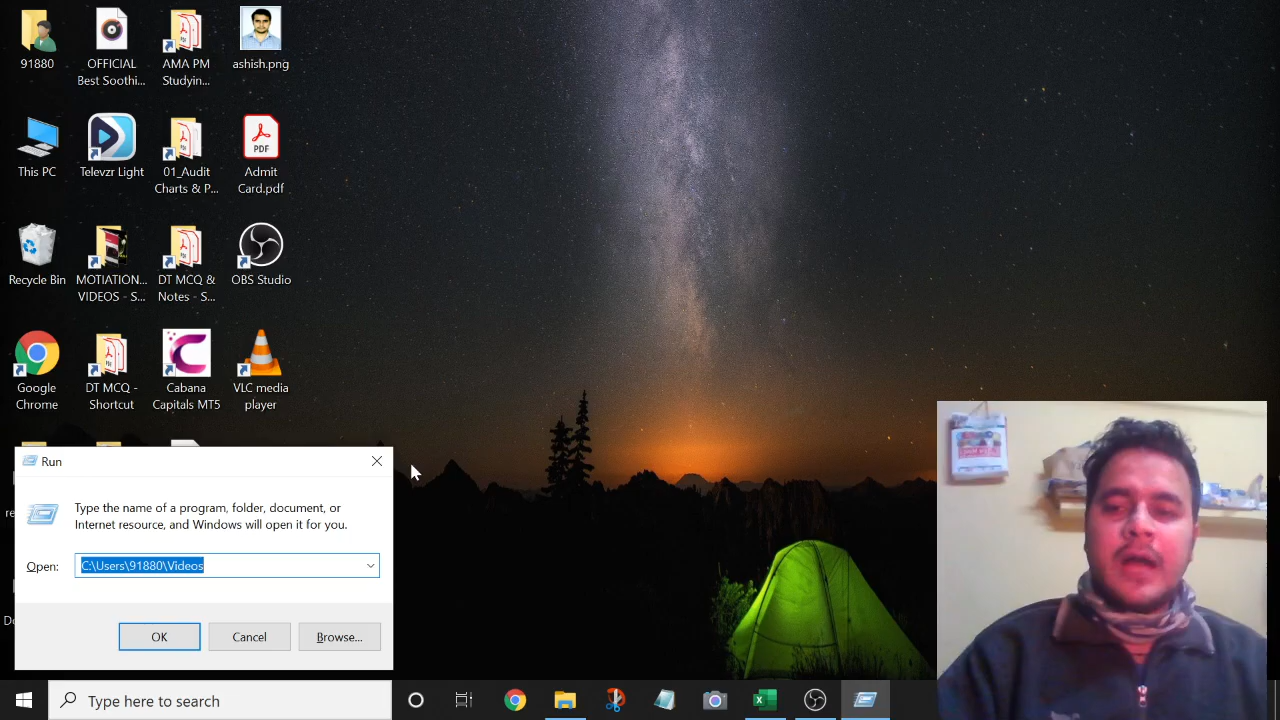 91880
OFFICIAL
Best Soothi...
AMA PM
Studyin...
ashish.png
This PC
Televzr Light
01_Audit
Charts & P...
PDF
Admit
Card.pdf
Recycle Bin
MOTIATION...
VIDEOS - S...
DT MCQ &
Notes - S...
OBS Studio
Google
Chrome
DT MCQ -
Shortcut
Cabana
Capitals MT5
VLC media
player
Run
Type the name of a program, folder, document, or
Internet resource, and Windows will open it for you.
Open: C:\Users\91880\Videos
OK
Cancel
Browse...
Type here to search